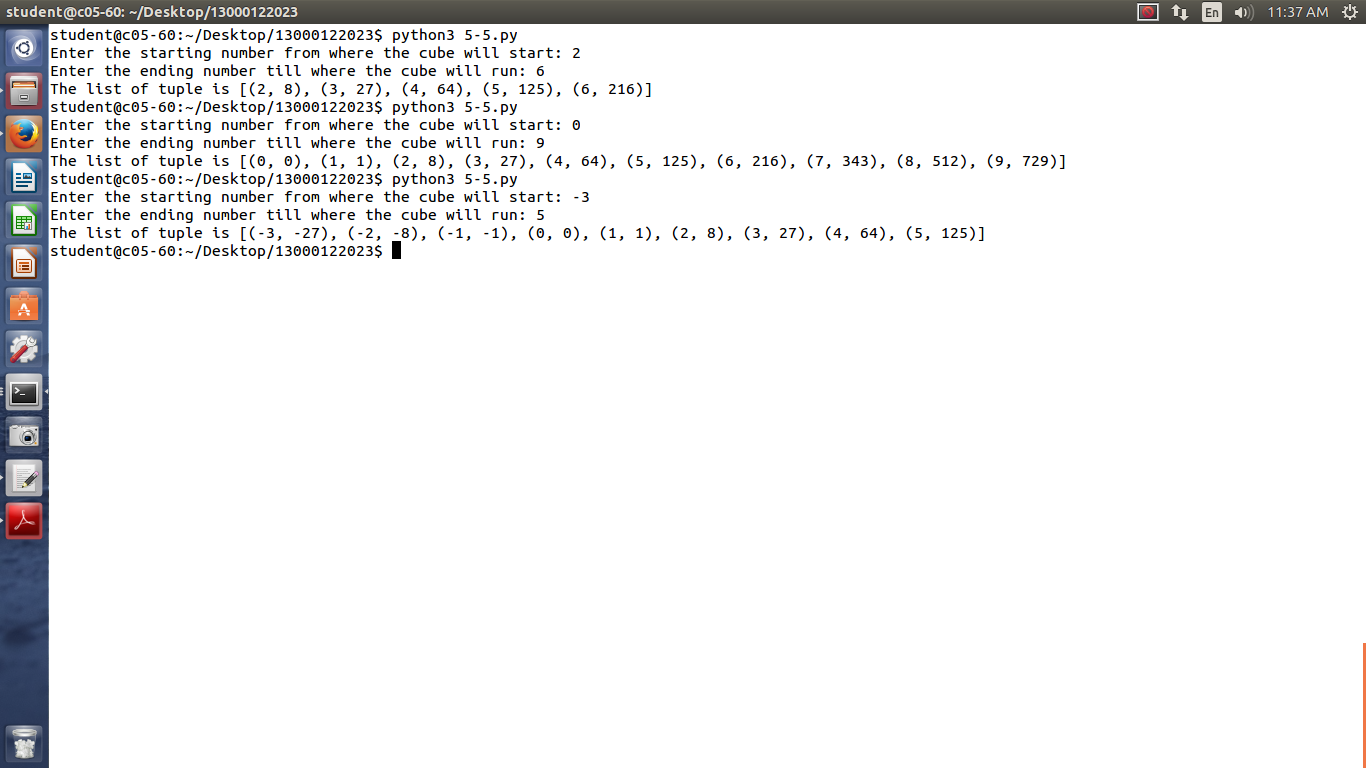 student@c05-60: ~/Desktop/13000122023
En
11:37 AM
student@c05-60:~/Desktop/13000122023$ python3 5-5.py
Enter the starting number from where the cube will start: 2
Enter the ending number till where the cube will run: 6
The list of tuple is [(2, 8), (3, 27), (4, 64), (5, 125), (6, 216)]
student@c05-60:~/Desktop/13000122023$ python3 5-5.py
Enter the starting number from where the cube will start: 0
Enter the ending number till where the cube will run: 9
The list of tuple is [(0, 0), (1, 1), (2, 8), (3, 27), (4, 64), (5, 125), (6, 216), (7, 343), (8, 512), (9, 729)]
student@c05-60:~/Desktop/13000122023$ python3 5-5.py
Enter the starting number from where the cube will start: -3
Enter the ending number till where the cube will run: 5
The list of tuple is [(-3, -27), (-2, -8), (-1, -1), (0, 0), (1, 1), (2, 8), (3, 27), (4, 64), (5, 125)]
student@c05-60:~/Desktop/13000122023$